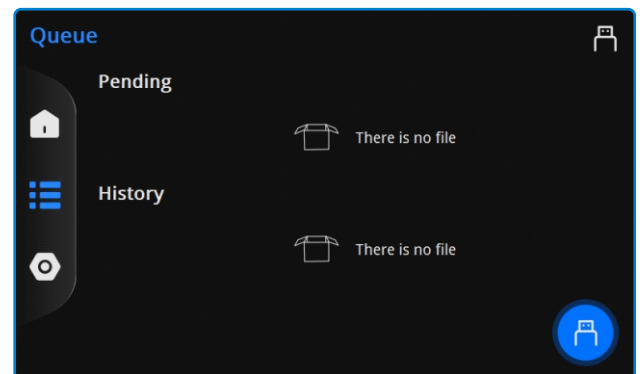 Queue
Pending
There is no file
History
There is no file